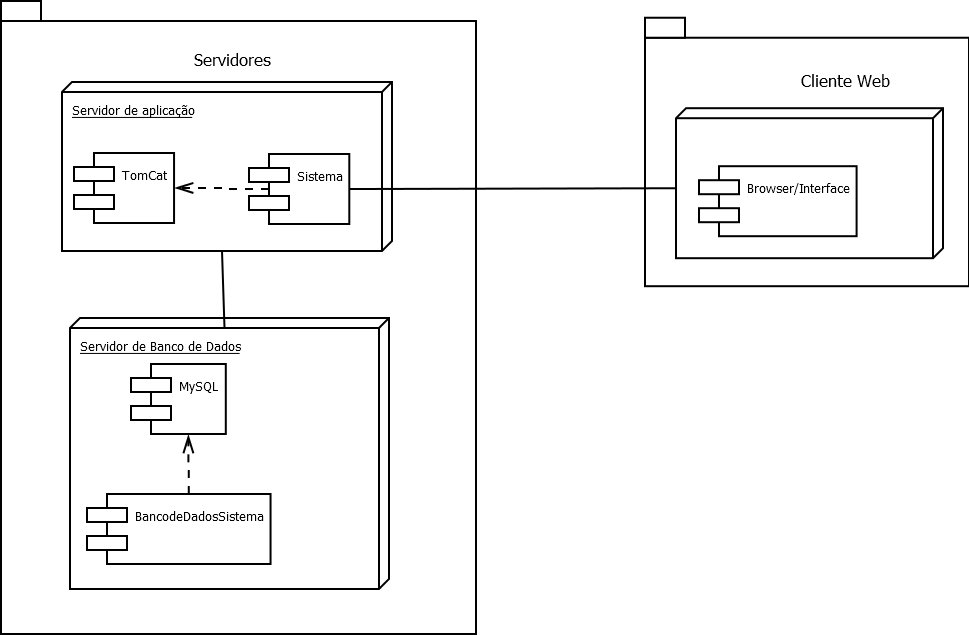 Servidores
Servidor de aplicação
TomCat
Sistema
Servidor de Banco de Dados
MySQL
BancodeDadosSistema
Cliente Web
Browser/Interface